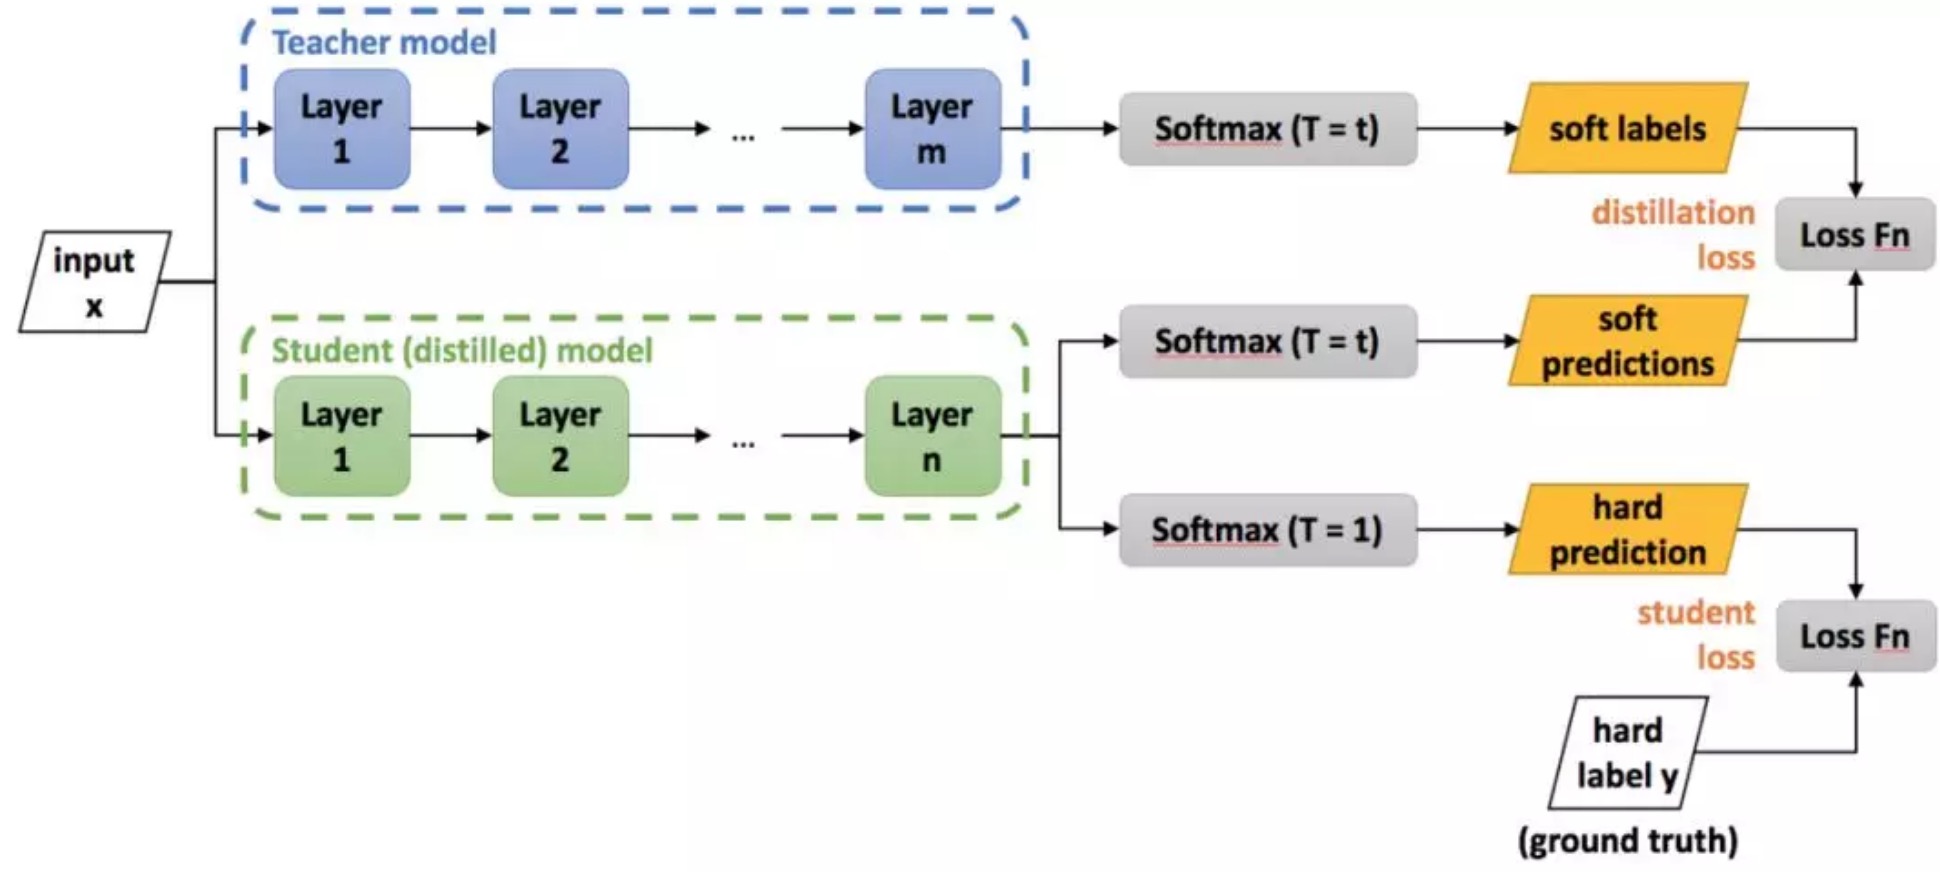 Teacher model
Layer
1
Layer
2
...
Layer
m
Softmax (T = t)
soft labels
distillation
loss
Loss Fn
input
x
Student (distilled) model
Layer
1
Layer
2
...
Layer
n
Softmax (T = t)
soft
predictions
Softmax (T = 1)
hard
prediction
student
loss
Loss Fn
hard
label y
(ground truth)